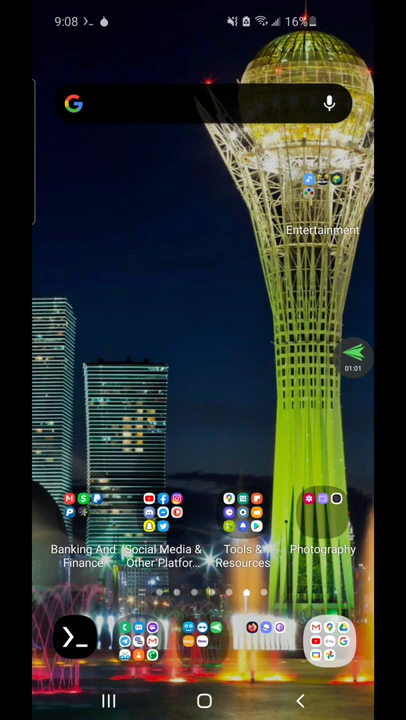 9:08
16%
Entertainment
01:01
Banking And
Finance
Social Media &
Other Platfor...
Tools &
Resources
Photography